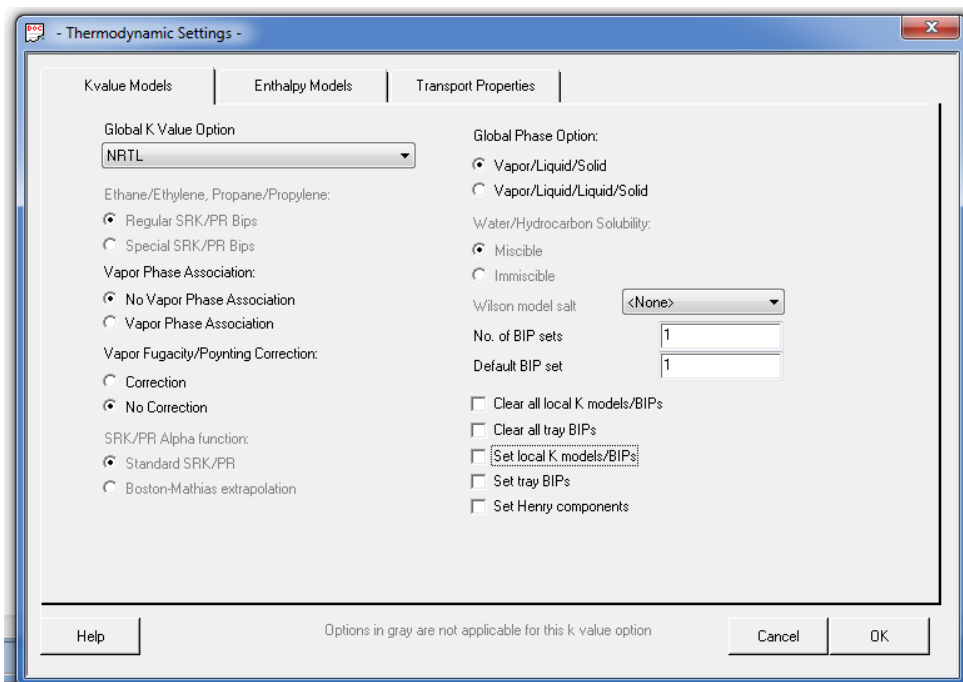 - Thermodynamic Settings -
Kvalue Models
Enthalpy Models
Transport Properties
Global K Value Option
NRTL
Ethane/Ethylene, Propane/Propylene:
Regular SRK/PR Bips
Special SRK/PR Bips
Vapor Phase Association:
No Vapor Phase Association
Vapor Phase Association
Vapor Fugacity/Poynting Correction:
Correction
No Correction
SRK/PR Alpha function:
Standard SRK/PR
Boston-Mathias extrapolation
Global Phase Option:
Vapor/Liquid/Solid
Vapor/Liquid/Liquid/Solid
Water/Hydrocarbon Solubility:
Miscible
Immiscible
Wilson model salt
<None>
No. of BIP sets
1
Default BIP set
1
Clear all local K models/BIPs
Clear all tray BIPs
Set local K models/BIPs
Set tray BIPs
Set Henry components
Help
Options in gray are not applicable for this k value option
Cancel
OK